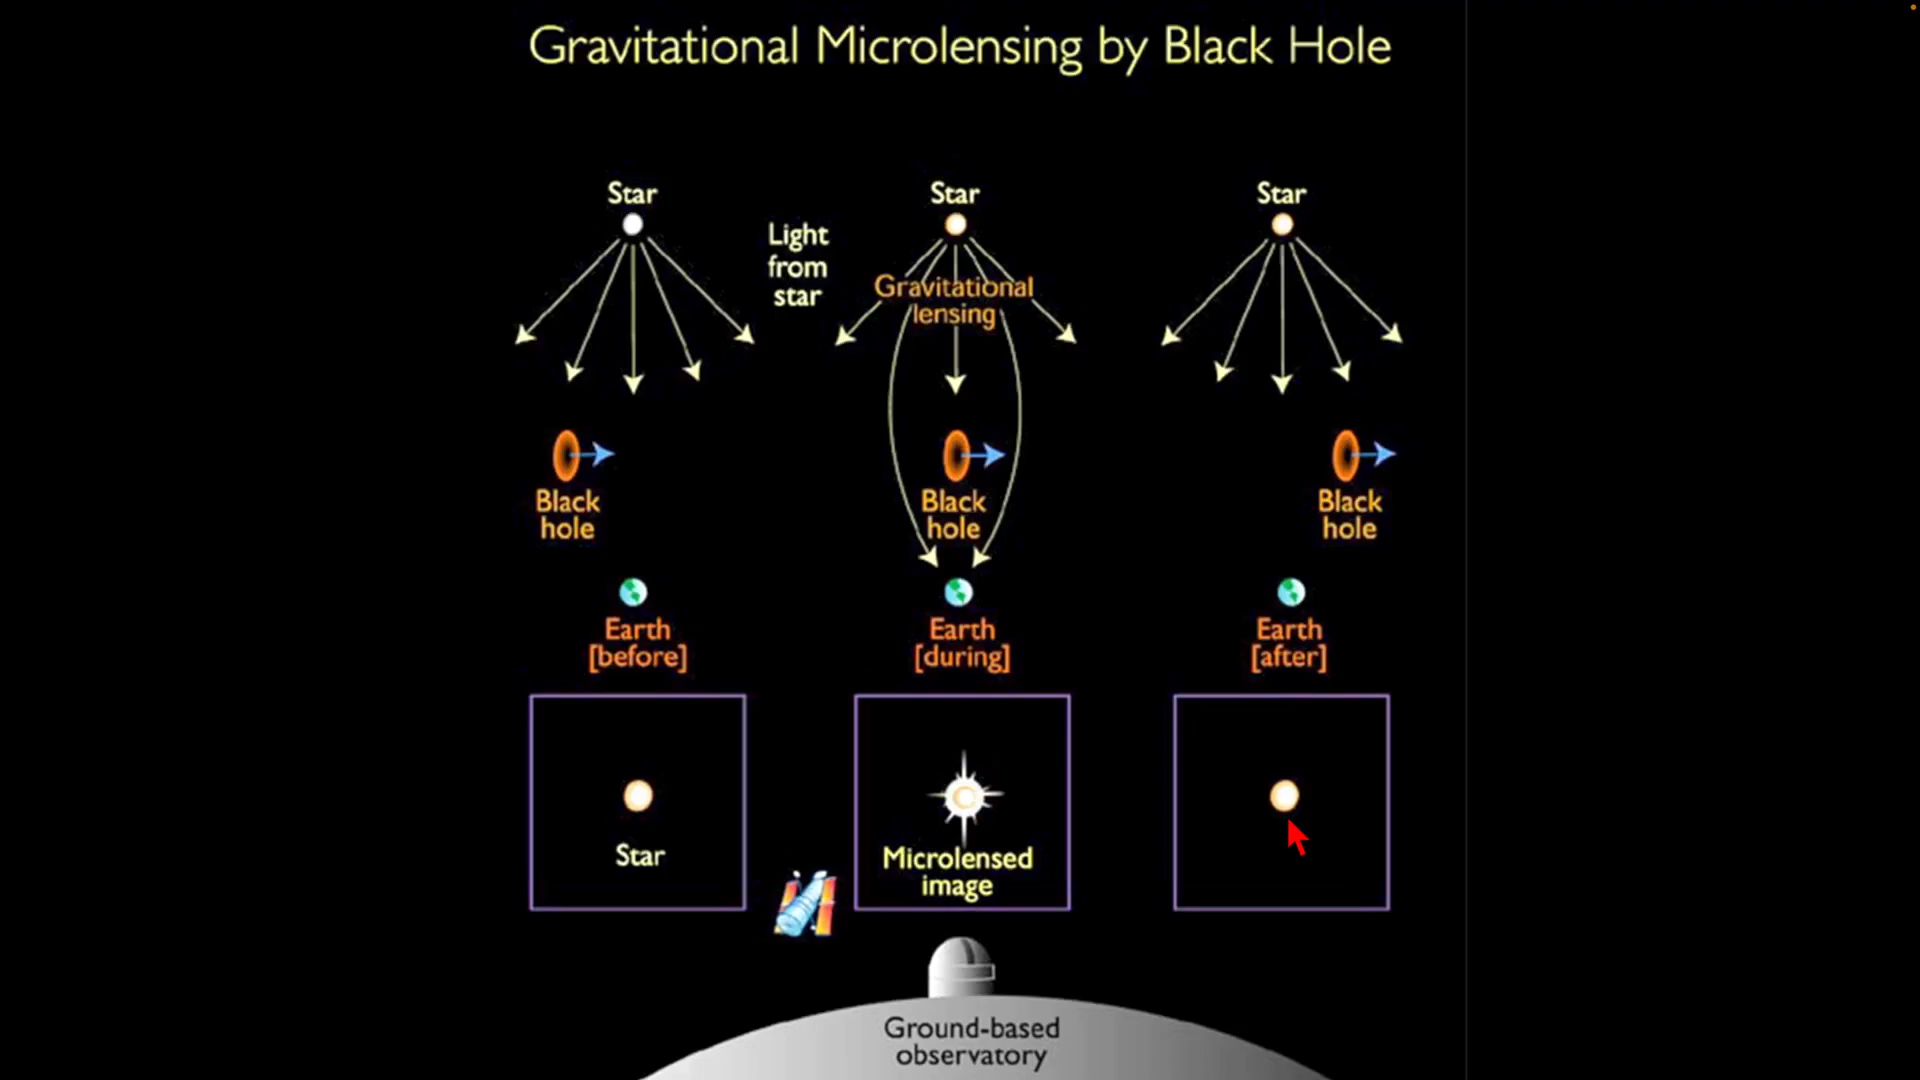 Gravitational Microlensing by Black Hole
Star
Light
from
star
Star
Gravitational
lensing
Star
Black
hole
Black
hole
Black
hole
Earth
[before]
Earth
[during]
Earth
[after]
Star
Microlensed
image
Ground-based
observatory